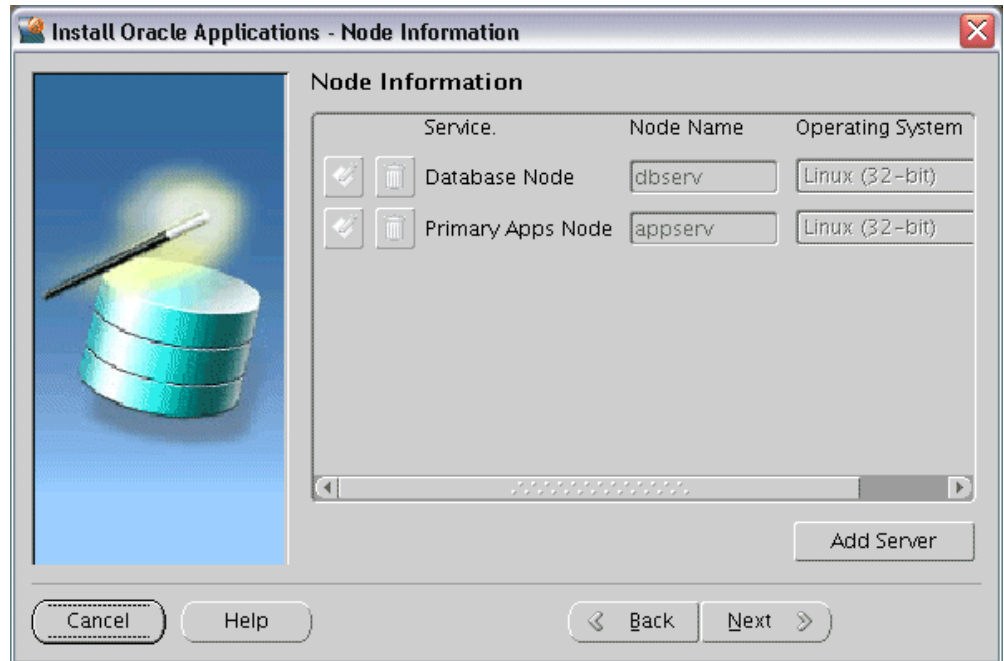 Install Oracle Applications - Node Information
Node Information
Service. Node Name Operating System
Database Node dbserv Linux (32-bit)
Primary Apps Node appserv Linux (32-bit)
Add Server
Cancel Help Back Next